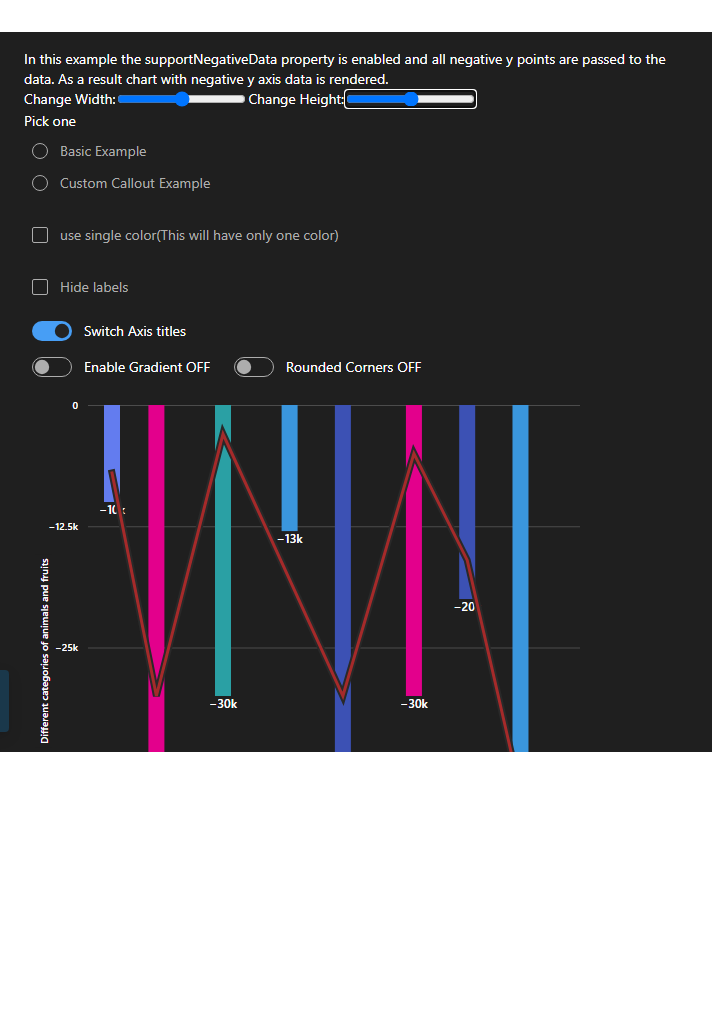 In this example the supportNegativeData property is enabled and all negative y points are passed to the
data. As a result chart with negative y axis data is rendered.
Change Width: Change Height:
Pick one
Basic Example
Custom Callout Example
use single color(This will have only one color)
Hide labels
Switch Axis titles
Enable Gradient OFF Rounded Corners OFF
0
−10k
−12.5k
−13k
−20
−25k
−30k −30k
Different categories of animals and fruits